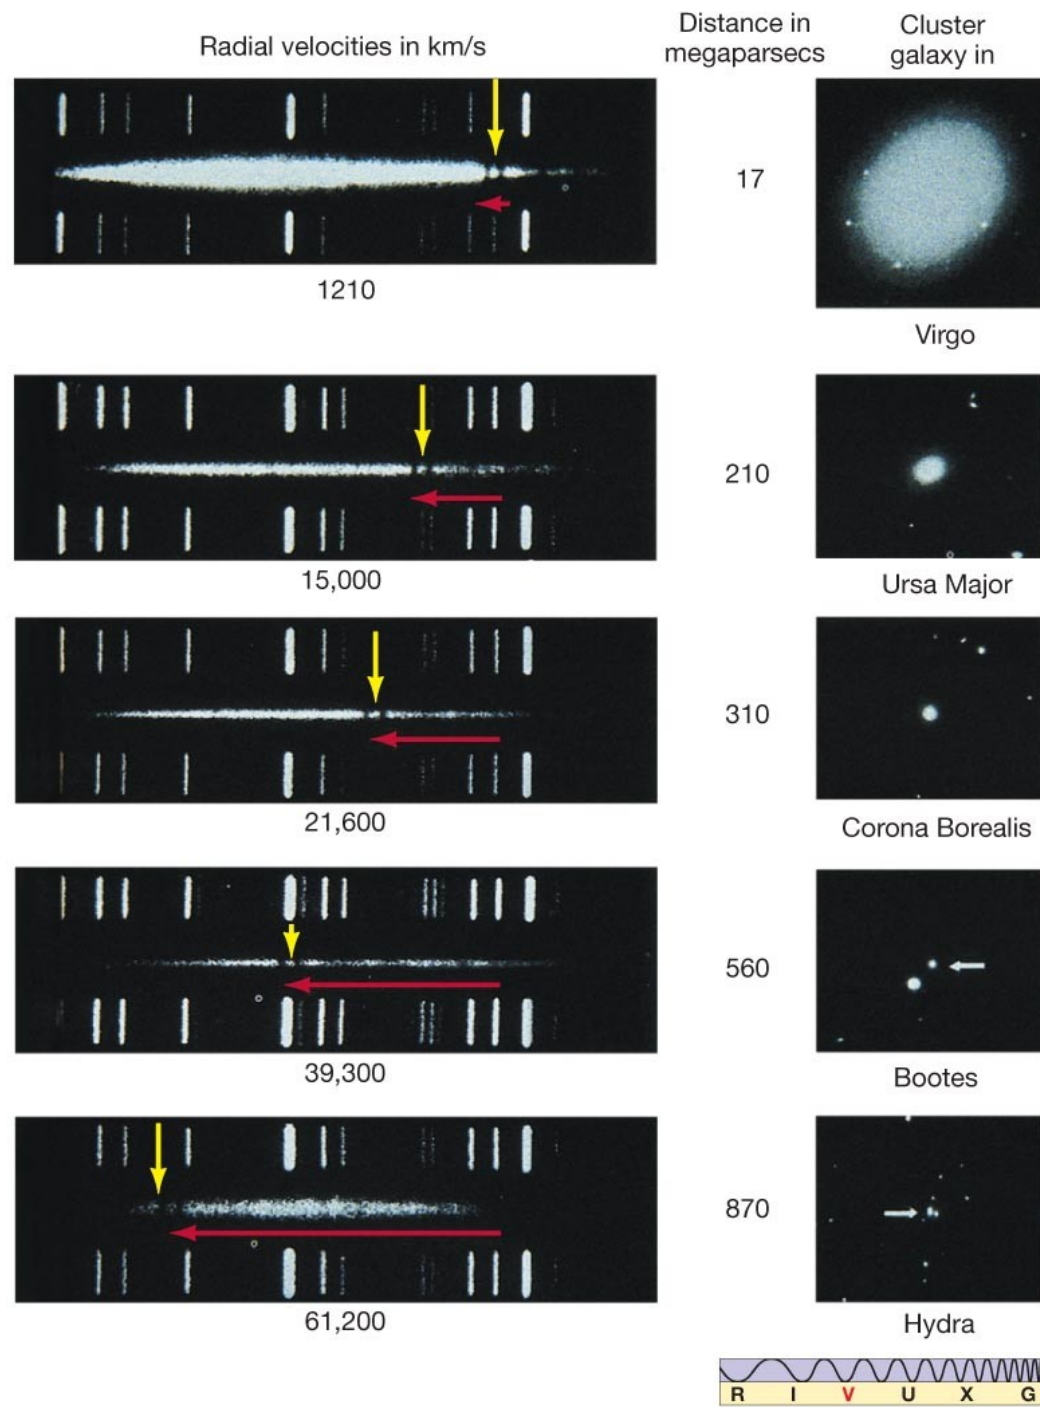 Radial velocities in km/s
Distance in
megaparsecs
Cluster
galaxy in
17
1210
Virgo
210
15,000
Ursa Major
310
21,600
Corona Borealis
560
39,300
Bootes
870
61,200
Hydra
R I V U X G